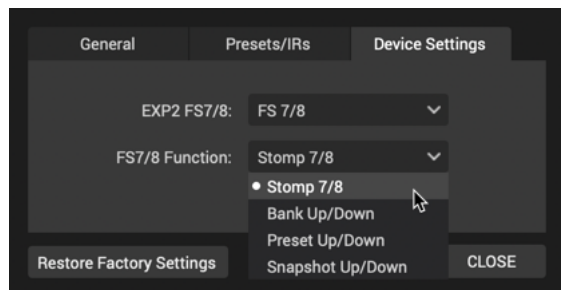 General Presets/IRs Device Settings
EXP2 FS7/8: FS 7/8
FS7/8 Function: Stomp 7/8
Stomp 7/8
Bank Up/Down
Preset Up/Down
Snapshot Up/Down
Restore Factory Settings CLOSE